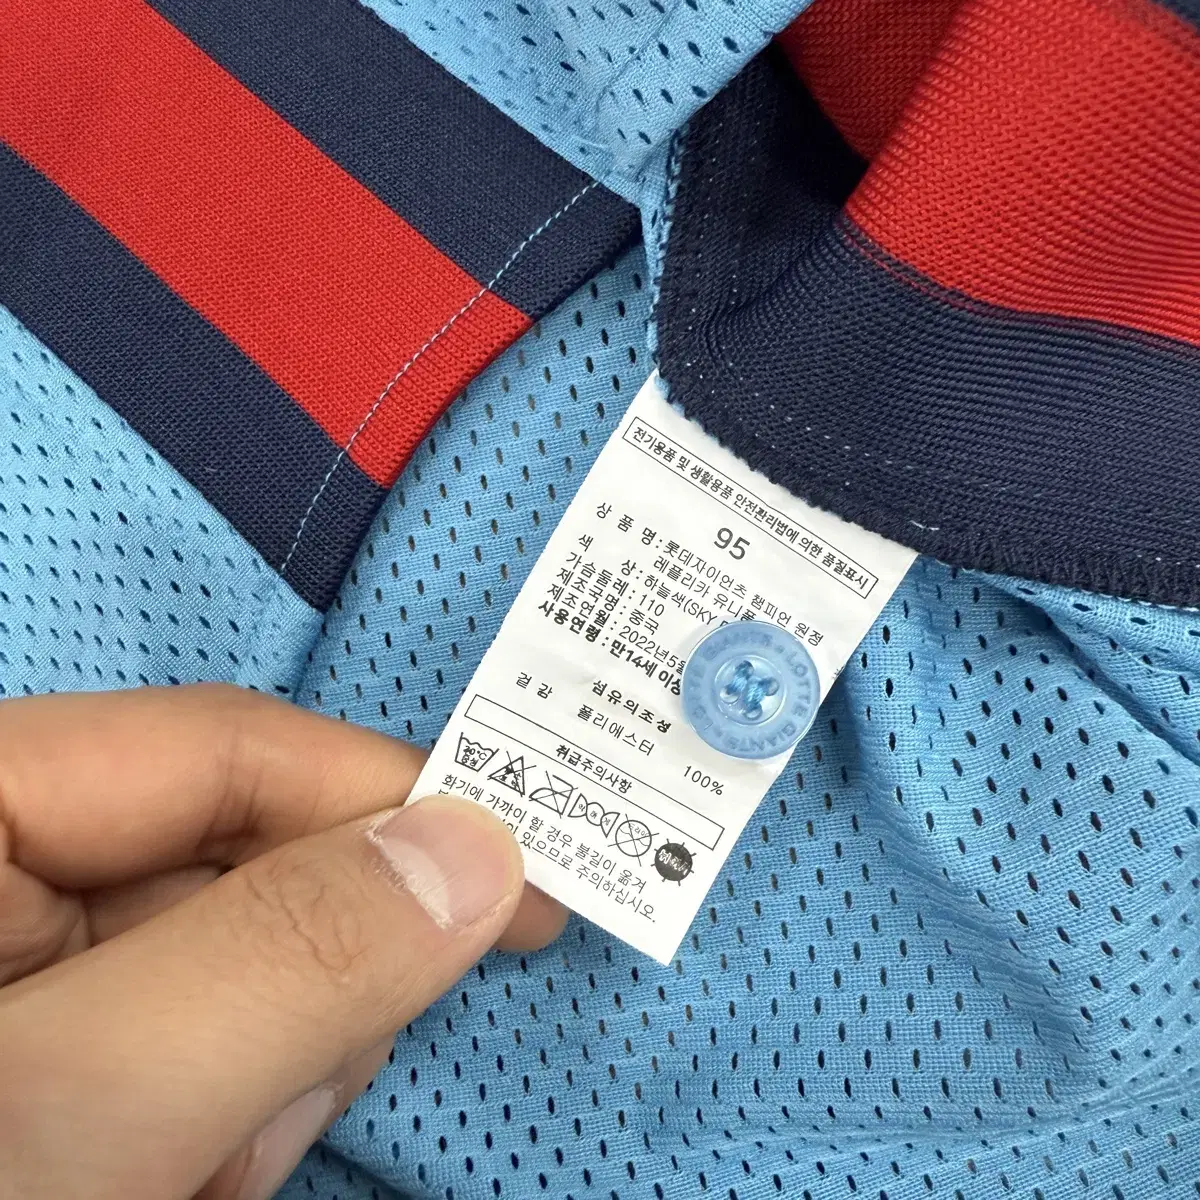 전기용품 및 생활용품 안전관리법에 의한 품질표시
95
상 품 명 : 롯데자이언츠 챔피언 원정
레플리카 유니폼
색 상 : 하늘색(SKY
가슴둘레 : 110
제조국명 : 중국
제조연월 : 2022년5월
사용연령 : 만14세 이상
섬유의조성
겉 감 폴리에스터 100%
취급주의사항
30℃
중성
화기에 가까이 할 경우 불길이 옮겨
있으므로 주의하십시오.
LOTTE GIANTS